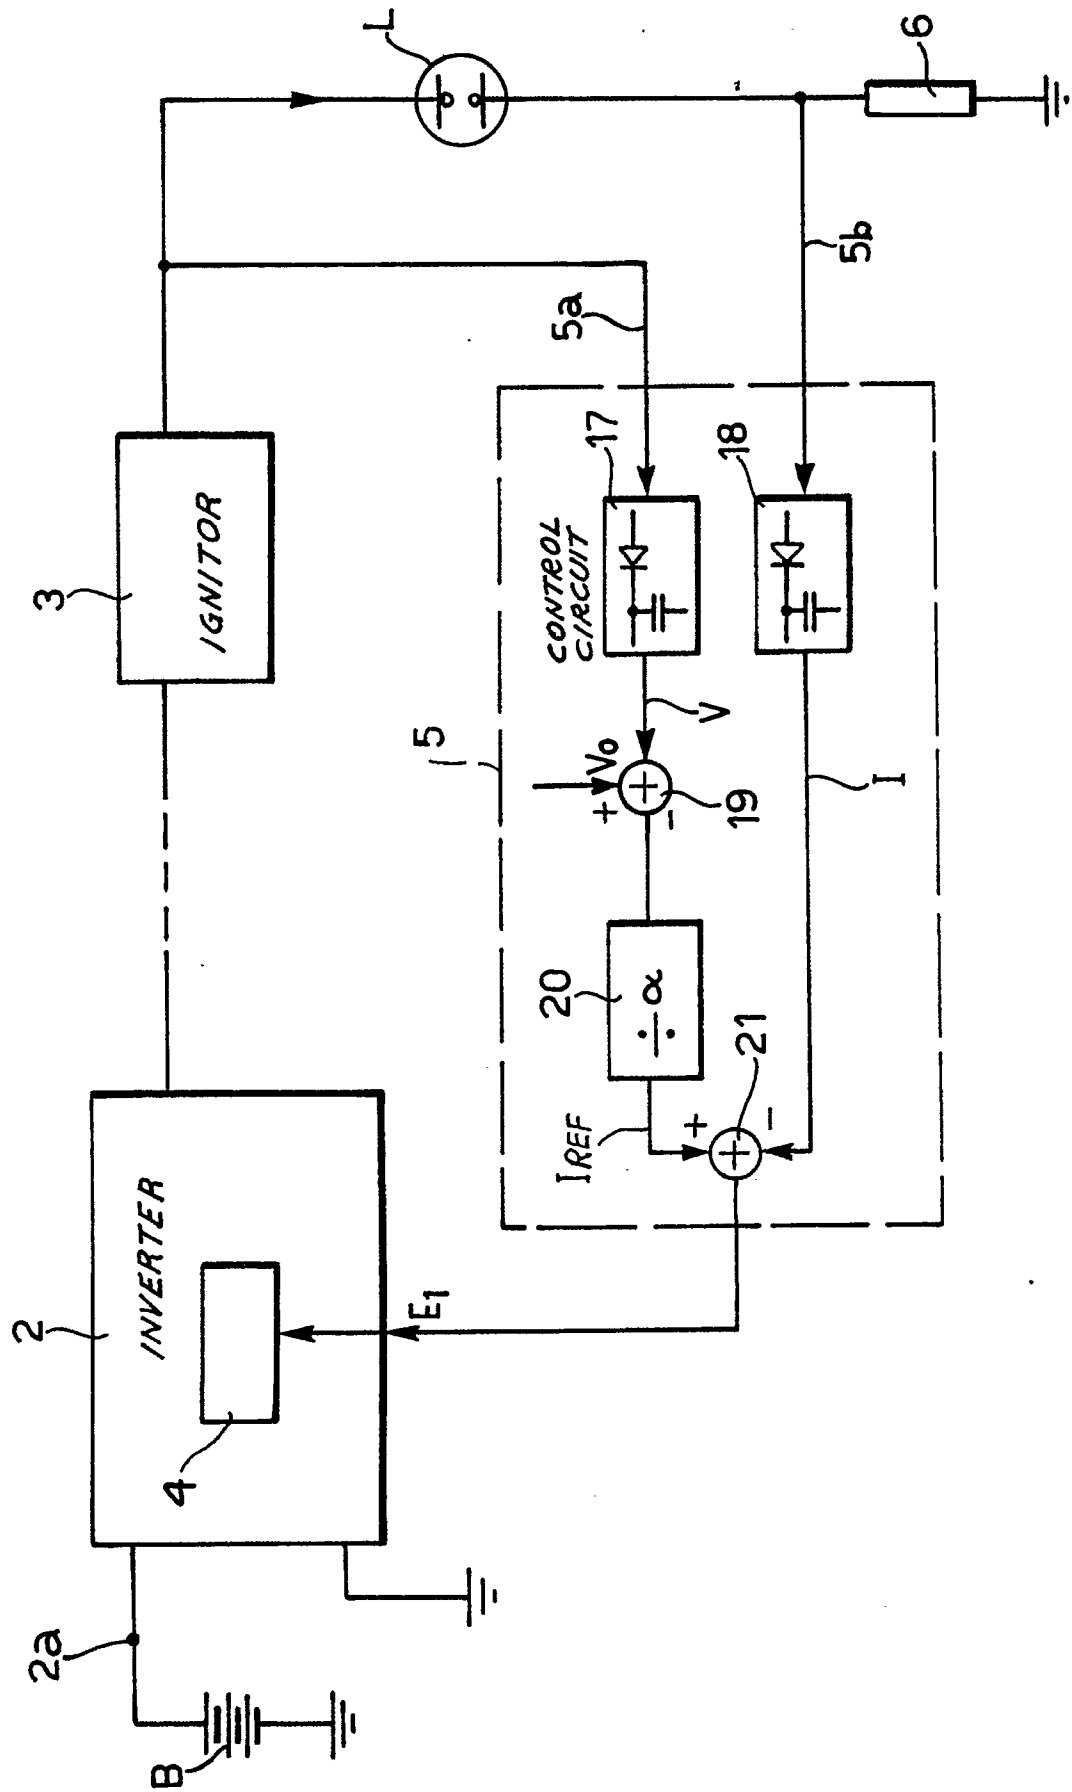 B
2a
2
INVERTER
4
E1
3
IGNITOR
L
5
CONTROL
CIRCUIT
17
5a
V
V0
+
-
19
20
÷ α
IREF
+
-
21
18
5b
I
6